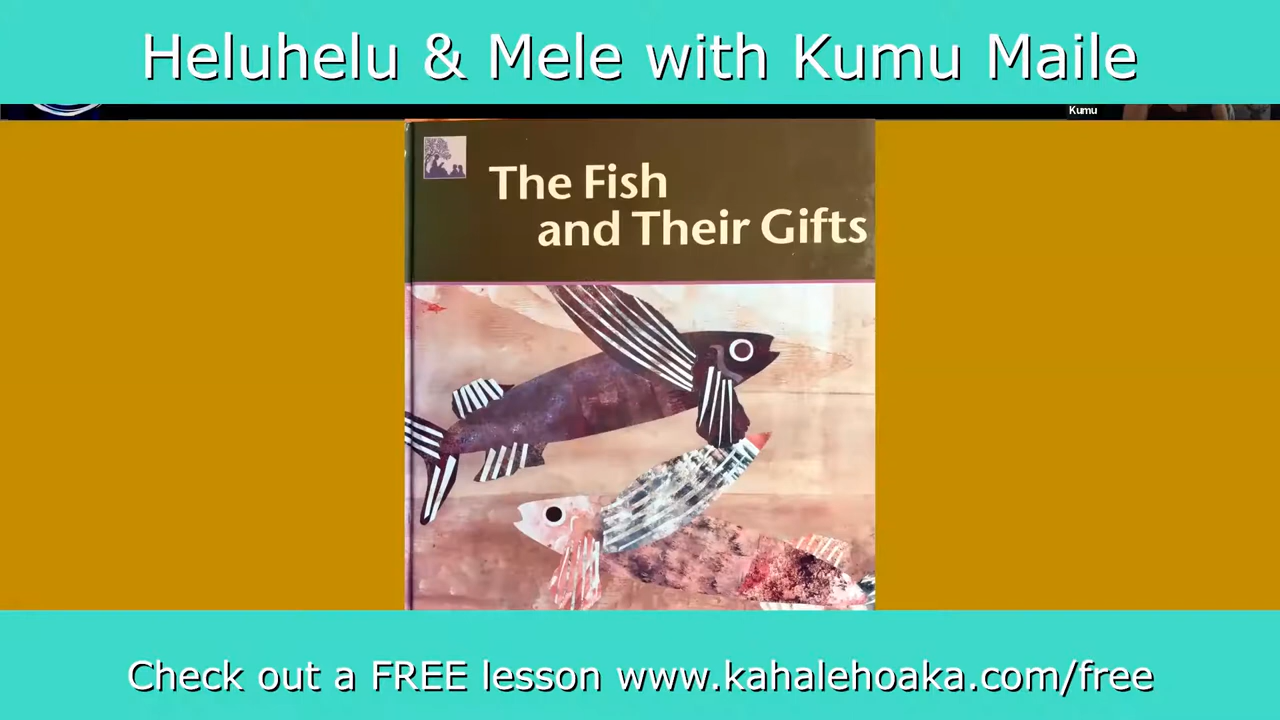 Heluhelu & Mele with Kumu Maile
Kumu
The Fish
and Their Gifts
Check out a FREE lesson www.kahalehoaka.com/free